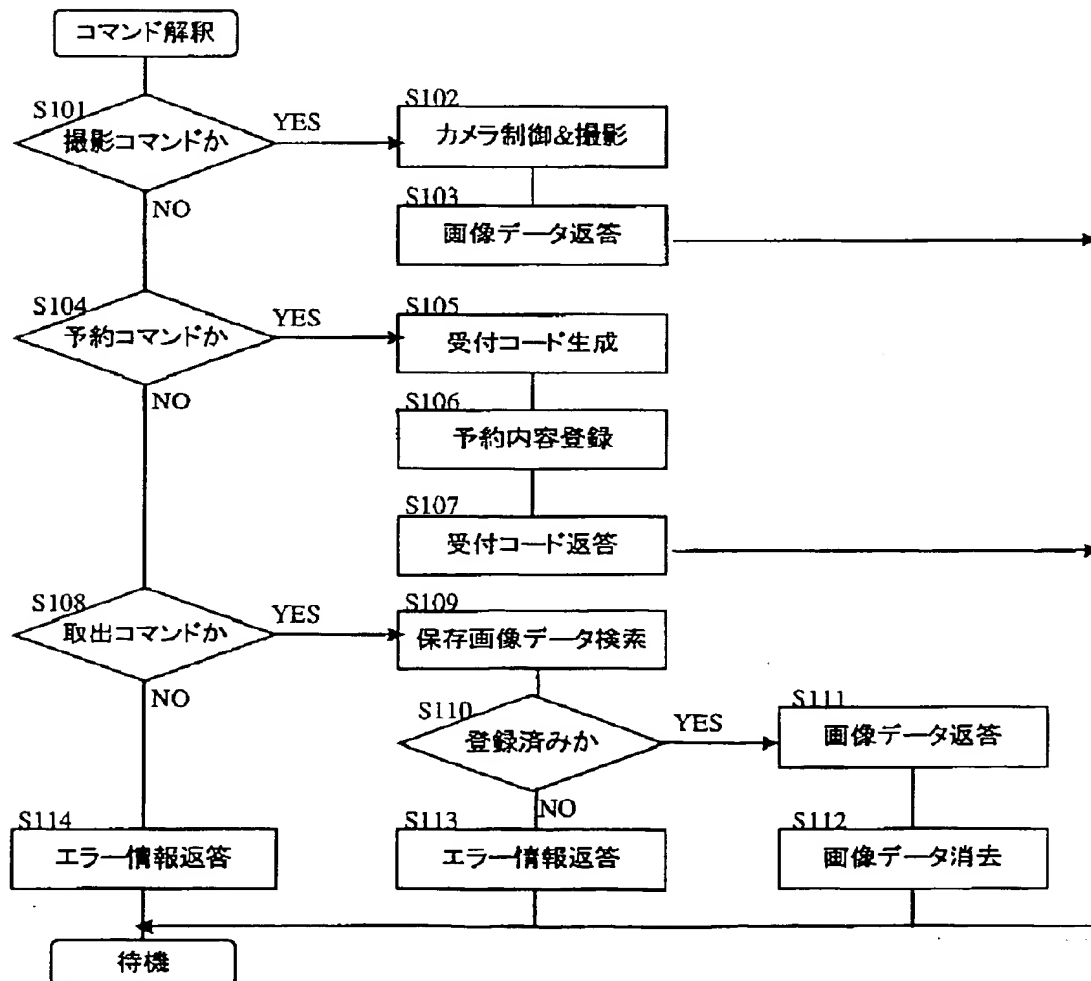 コマンド解釈
S101
撮影コマンドか
YES
NO
S102
カメラ制御&撮影
S103
画像データ返答
S104
予約コマンドか
YES
NO
S105
受付コード生成
S106
予約内容登録
S107
受付コード返答
S108
取出コマンドか
YES
NO
S109
保存画像データ検索
S110
登録済みか
YES
NO
S111
画像データ返答
S112
画像データ消去
S113
エラー情報返答
S114
エラー情報返答
待機